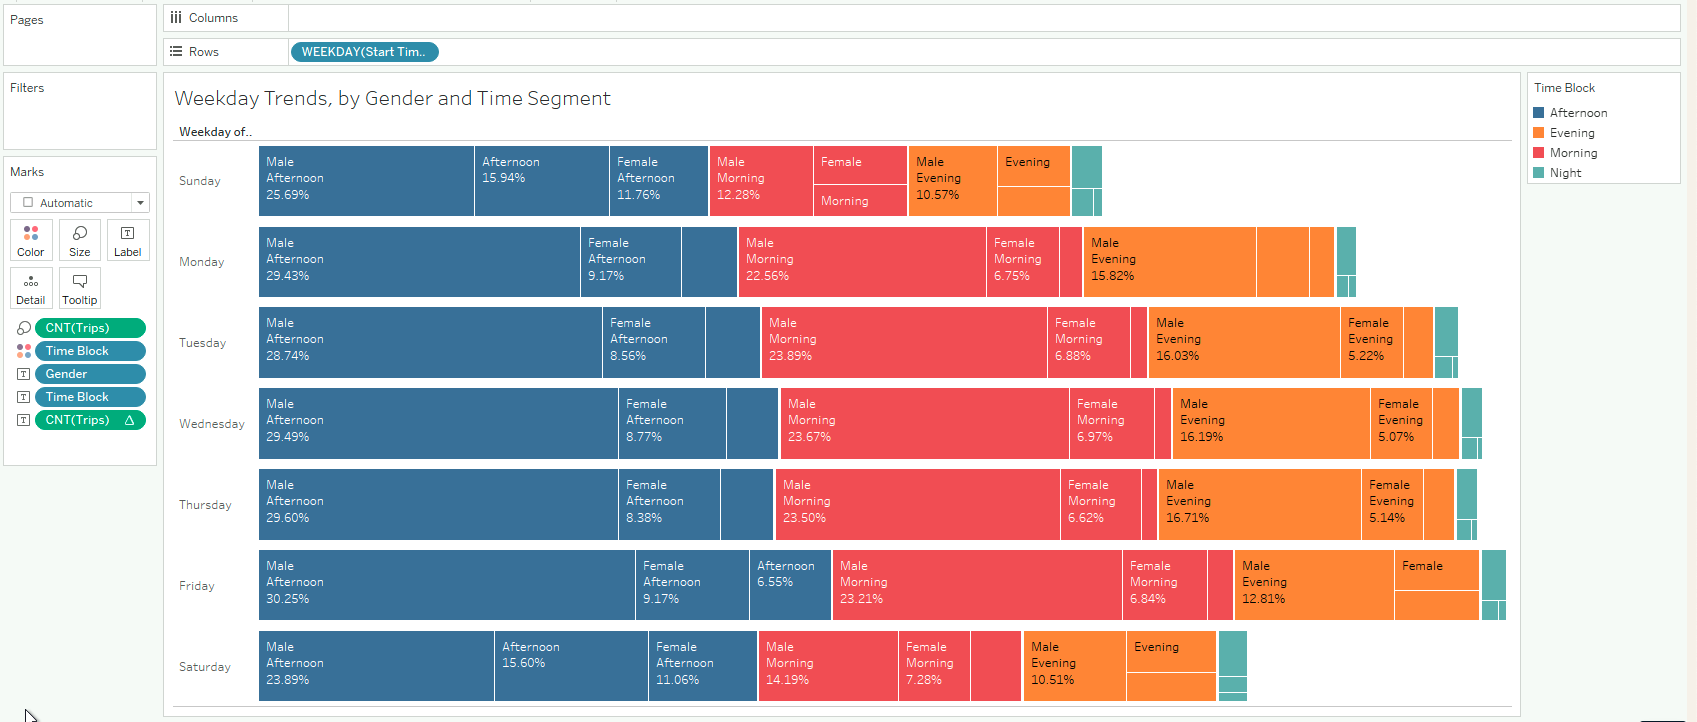 Pages
Columns
Rows
WEEKDAY(Start Tim..
Filters
Marks
Automatic
Color
Size
Label
Detail
Tooltip
CNT(Trips)
Time Block
Gender
Time Block
CNT(Trips) Δ
Weekday Trends, by Gender and Time Segment
Weekday of..
Sunday
Male
Afternoon
25.69%
Afternoon
15.94%
Female
Afternoon
11.76%
Male
Morning
12.28%
Female
Morning
Male
Evening
10.57%
Evening
Monday
Male
Afternoon
29.43%
Female
Afternoon
9.17%
Male
Morning
22.56%
Female
Morning
6.75%
Male
Evening
15.82%
Tuesday
Male
Afternoon
28.74%
Female
Afternoon
8.56%
Male
Morning
23.89%
Female
Morning
6.88%
Male
Evening
16.03%
Female
Evening
5.22%
Wednesday
Male
Afternoon
29.49%
Female
Afternoon
8.77%
Male
Morning
23.67%
Female
Morning
6.97%
Male
Evening
16.19%
Female
Evening
5.07%
Thursday
Male
Afternoon
29.60%
Female
Afternoon
8.38%
Male
Morning
23.50%
Female
Morning
6.62%
Male
Evening
16.71%
Female
Evening
5.14%
Friday
Male
Afternoon
30.25%
Female
Afternoon
9.17%
Afternoon
6.55%
Male
Morning
23.21%
Female
Morning
6.84%
Male
Evening
12.81%
Female
Saturday
Male
Afternoon
23.89%
Afternoon
15.60%
Female
Afternoon
11.06%
Male
Morning
14.19%
Female
Morning
7.28%
Male
Evening
10.51%
Evening
Time Block
Afternoon
Evening
Morning
Night